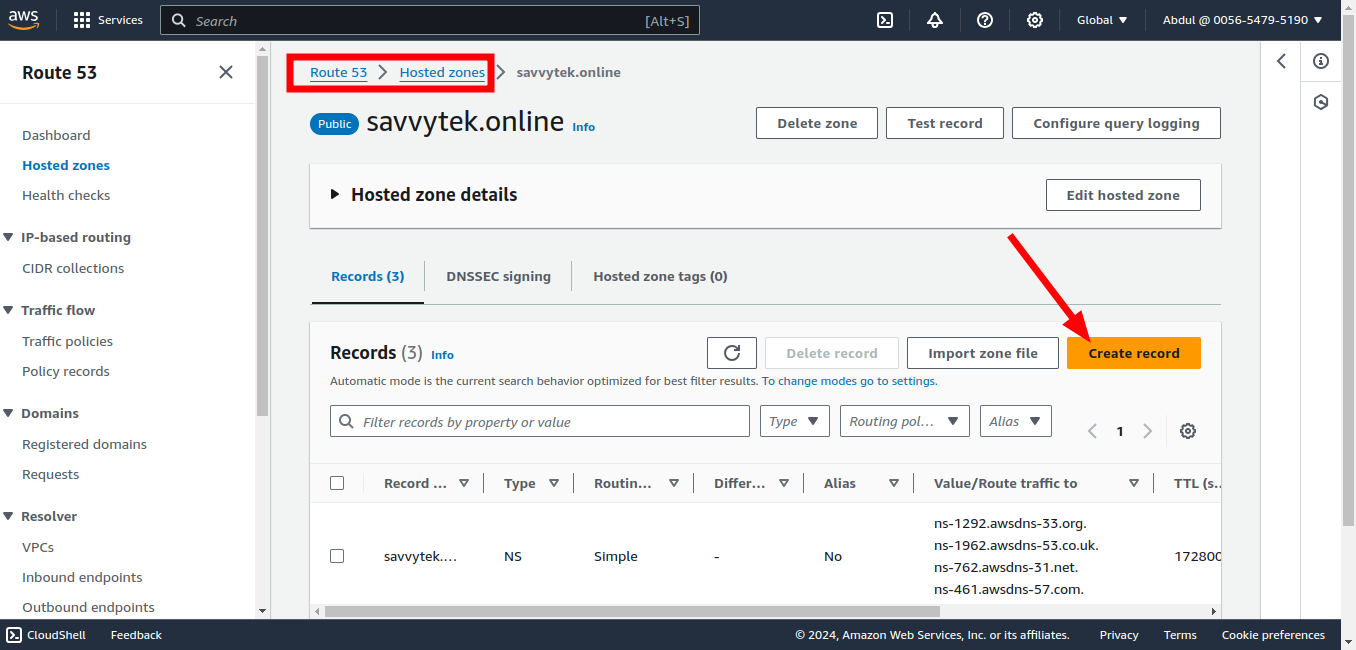 aws Services Search [Alt+S] Global Abdul @ 0056-5479-5190
Route 53
Dashboard
Hosted zones
Health checks
IP-based routing
CIDR collections
Traffic flow
Traffic policies
Policy records
Domains
Registered domains
Requests
Resolver
VPCs
Inbound endpoints
Outbound endpoints
Route 53 Hosted zones savvytek.online
Public savvytek.online Info Delete zone Test record Configure query logging
Hosted zone details Edit hosted zone
Records (3) DNSSEC signing Hosted zone tags (0)
Records (3) Info Delete record Import zone file Create record
Automatic mode is the current search behavior optimized for best filter results. To change modes go to settings.
Filter records by property or value Type Routing pol... Alias 1
Record ... Type Routin... Differ... Alias Value/Route traffic to TTL (s...
savvytek.... NS Simple - No
ns-1292.awsdns-33.org.
ns-1962.awsdns-53.co.uk.
ns-762.awsdns-31.net.
ns-461.awsdns-57.com.
172800
CloudShell Feedback © 2024, Amazon Web Services, Inc. or its affiliates. Privacy Terms Cookie preferences